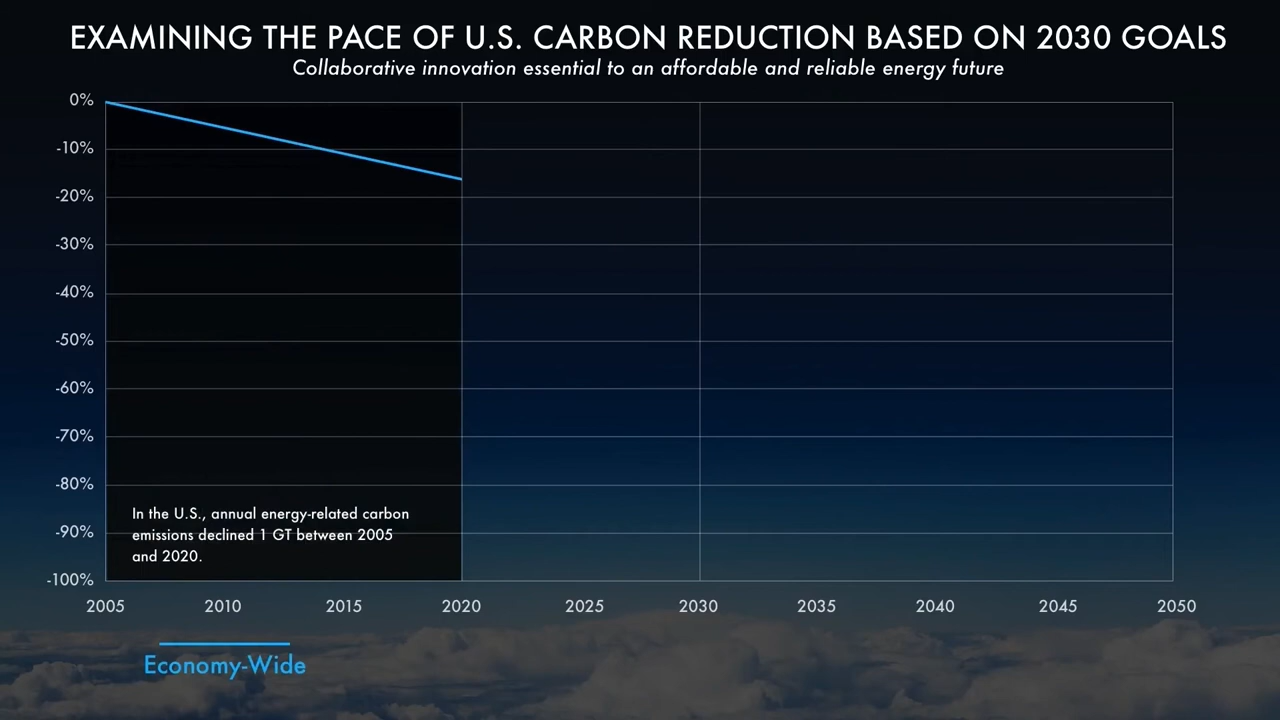 EXAMINING THE PACE OF U.S. CARBON REDUCTION BASED ON 2030 GOALS
Collaborative innovation essential to an affordable and reliable energy future
0%
-10%
-20%
-30%
-40%
-50%
-60%
-70%
-80%
-90%
-100%
In the U.S., annual energy-related carbon
emissions declined 1 GT between 2005
and 2020.
2005 2010 2015 2020 2025 2030 2035 2040 2045 2050
Economy-Wide